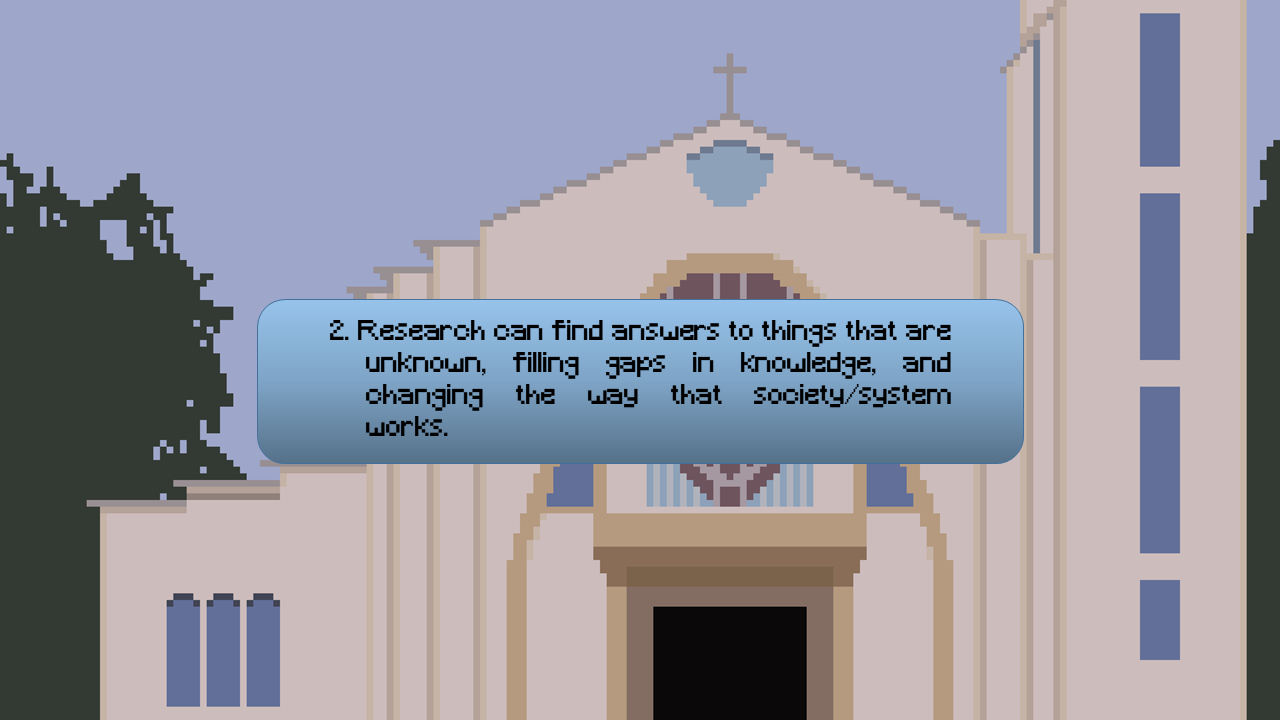 2. Research can find answers to things that are
unknown, filling gaps in knowledge, and
changing the way that society/system
works.